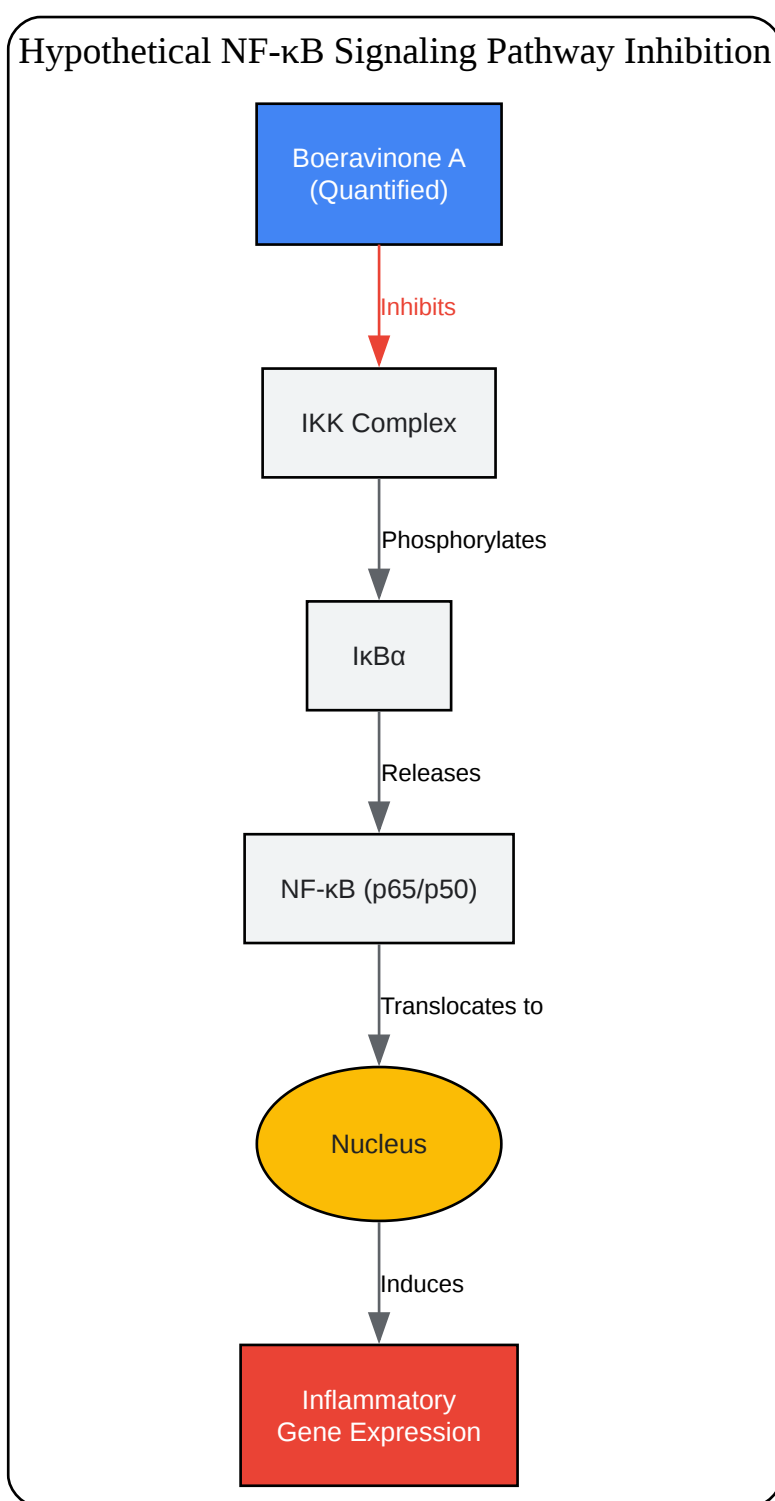 Hypothetical NF-κB Signaling Pathway Inhibition
Boeravinone A
(Quantified)
Inhibits
IKK Complex
Phosphorylates
IκBα
Releases
NF-κB (p65/p50)
Translocates to
Nucleus
Induces
Inflammatory
Gene Expression